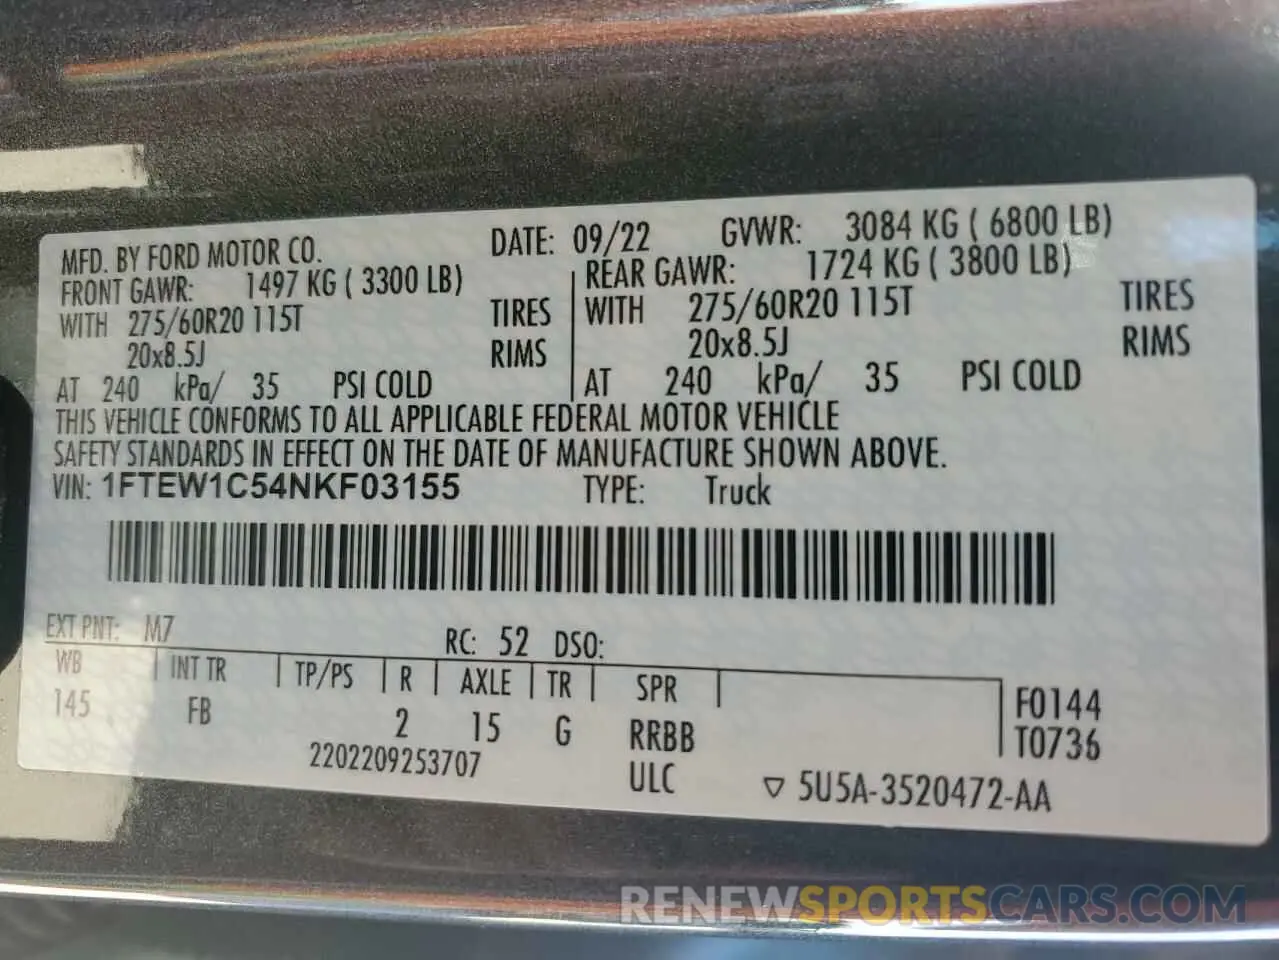 MFD. BY FORD MOTOR CO. DATE: 09/22 GVWR: 3084 KG ( 6800 LB)
FRONT GAWR: 1497 KG ( 3300 LB) REAR GAWR: 1724 KG ( 3800 LB)
WITH 275/60R20 115T TIRES WITH 275/60R20 115T TIRES
20x8.5J RIMS 20x8.5J RIMS
AT 240 kPa/ 35 PSI COLD AT 240 kPa/ 35 PSI COLD
THIS VEHICLE CONFORMS TO ALL APPLICABLE FEDERAL MOTOR VEHICLE
SAFETY STANDARDS IN EFFECT ON THE DATE OF MANUFACTURE SHOWN ABOVE.
VIN: 1FTEW1C54NKF03155 TYPE: Truck
EXT PNT: M7 RC: 52 DSO:
WB INT TR TP/PS R AXLE TR SPR F0144
145 FB 2 15 G RRBB T0736
2202209253707 ULC ▽ 5U5A-3520472-AA
RENEWSPORTSCARS.COM